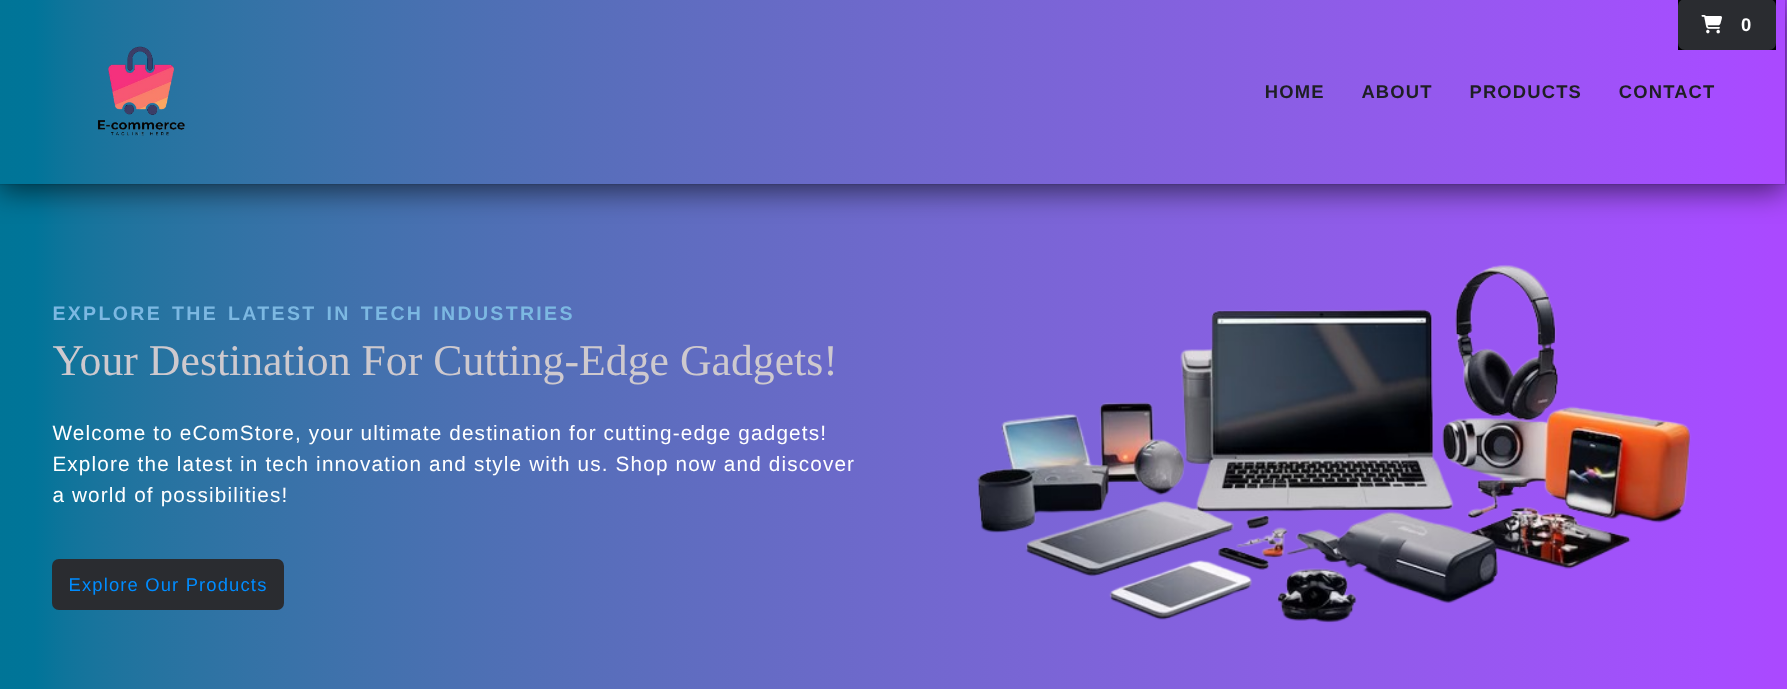 0
E-commerce
HOME ABOUT PRODUCTS CONTACT
EXPLORE THE LATEST IN TECH INDUSTRIES
Your Destination For Cutting-Edge Gadgets!
Welcome to eComStore, your ultimate destination for cutting-edge gadgets!
Explore the latest in tech innovation and style with us. Shop now and discover
a world of possibilities!
Explore Our Products